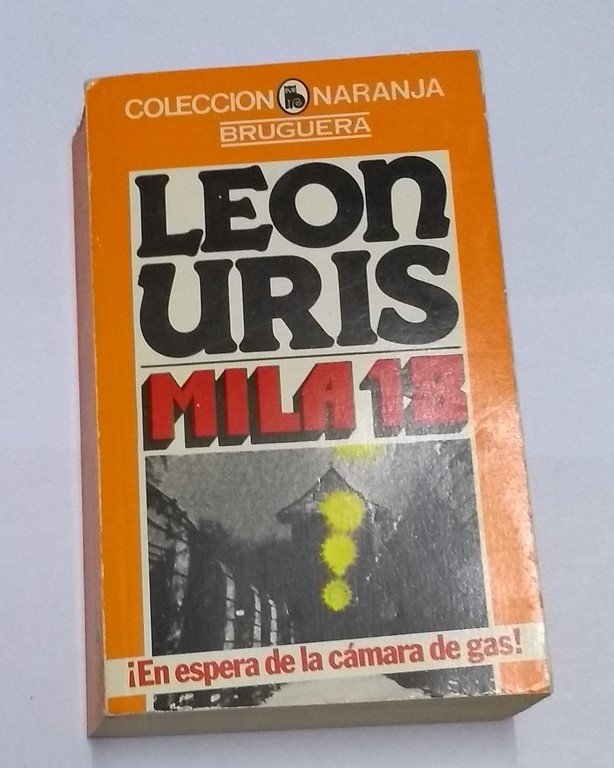 COLECCION NARANJA
BRUGUERA
LEON
URIS
MILA 18
¡En espera de la cámara de gas!